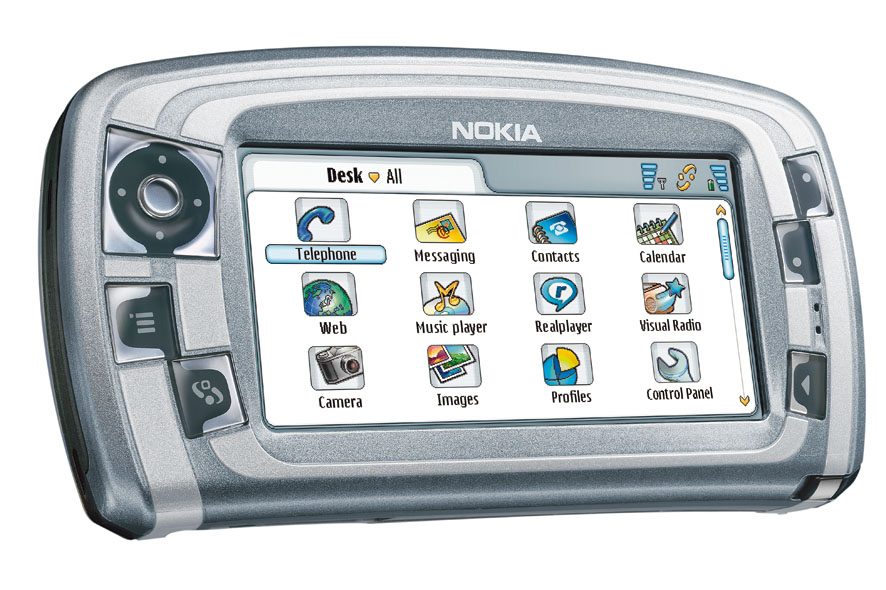 NOKIA
Desk All
Telephone Messaging Contacts Calendar
Web Music player Realplayer Visual Radio
Camera Images Profiles Control Panel